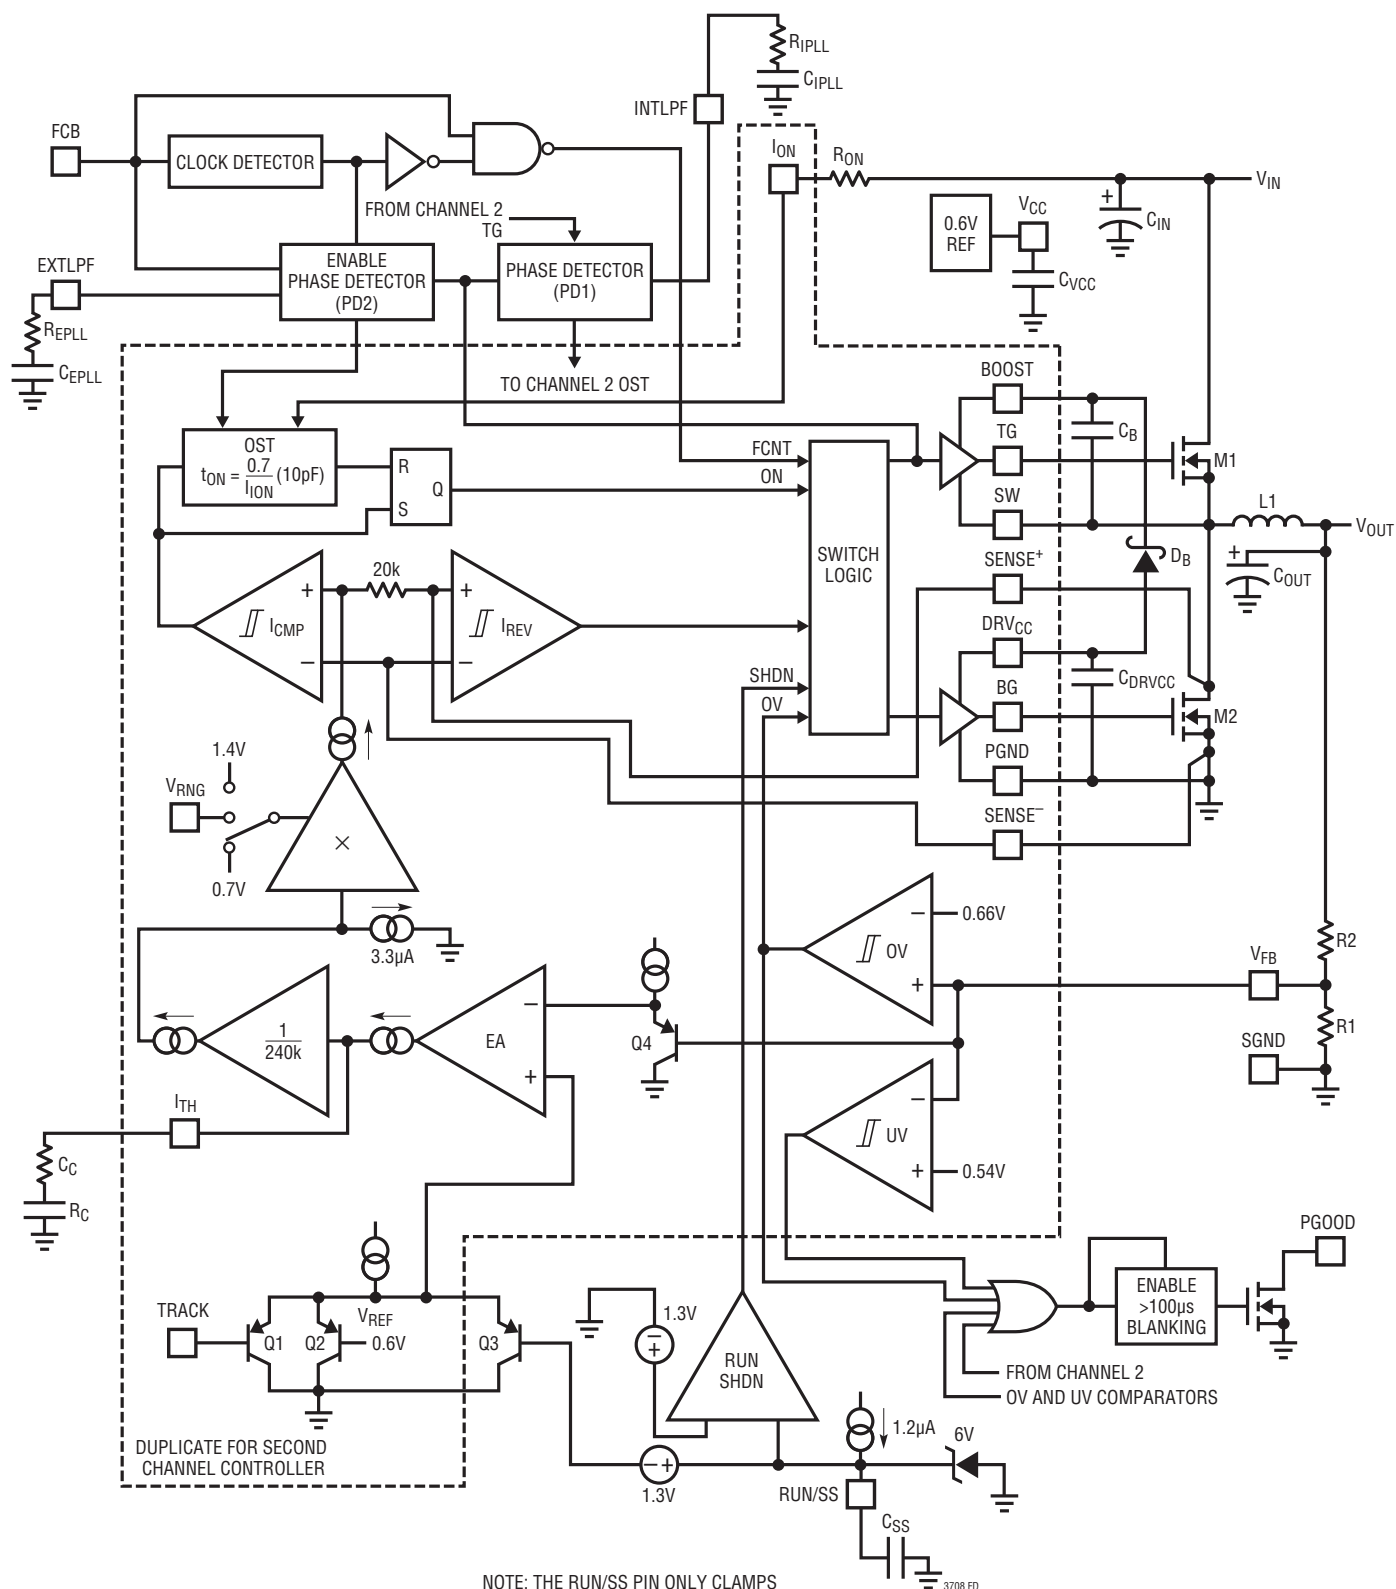 RIPLL
CIPLL
INTLPF
FCB
CLOCK DETECTOR
ION
RON
VIN
FROM CHANNEL 2
TG
0.6V
REF
VCC
CIN
EXTLPF
ENABLE
PHASE DETECTOR
(PD2)
PHASE DETECTOR
(PD1)
CVCC
REPLL
CEPLL
TO CHANNEL 2 OST
BOOST
OST
tON = 0.7/IION (10pF)
R
S
Q
FCNT
ON
TG
CB
M1
SW
L1
VOUT
20k
SWITCH
LOGIC
SENSE+
DB
+
COUT
+
ICMP
–
+
IREV
–
DRVCC
CDRVCC
SHDN
OV
BG
M2
1.4V
VRNG
0.7V
×
PGND
SENSE–
3.3µA
–
0.66V
OV
+
VFB
R2
R1
SGND
1
240k
–
EA
+
Q4
–
UV
+
0.54V
ITH
CC
RC
PGOOD
TRACK
Q1
Q2
VREF
0.6V
Q3
1.3V
–
+
RUN
SHDN
ENABLE
>100µs
BLANKING
FROM CHANNEL 2
OV AND UV COMPARATORS
DUPLICATE FOR SECOND
CHANNEL CONTROLLER
– +
1.3V
1.2µA
6V
RUN/SS
CSS
NOTE: THE RUN/SS PIN ONLY CLAMPS
3708 FD